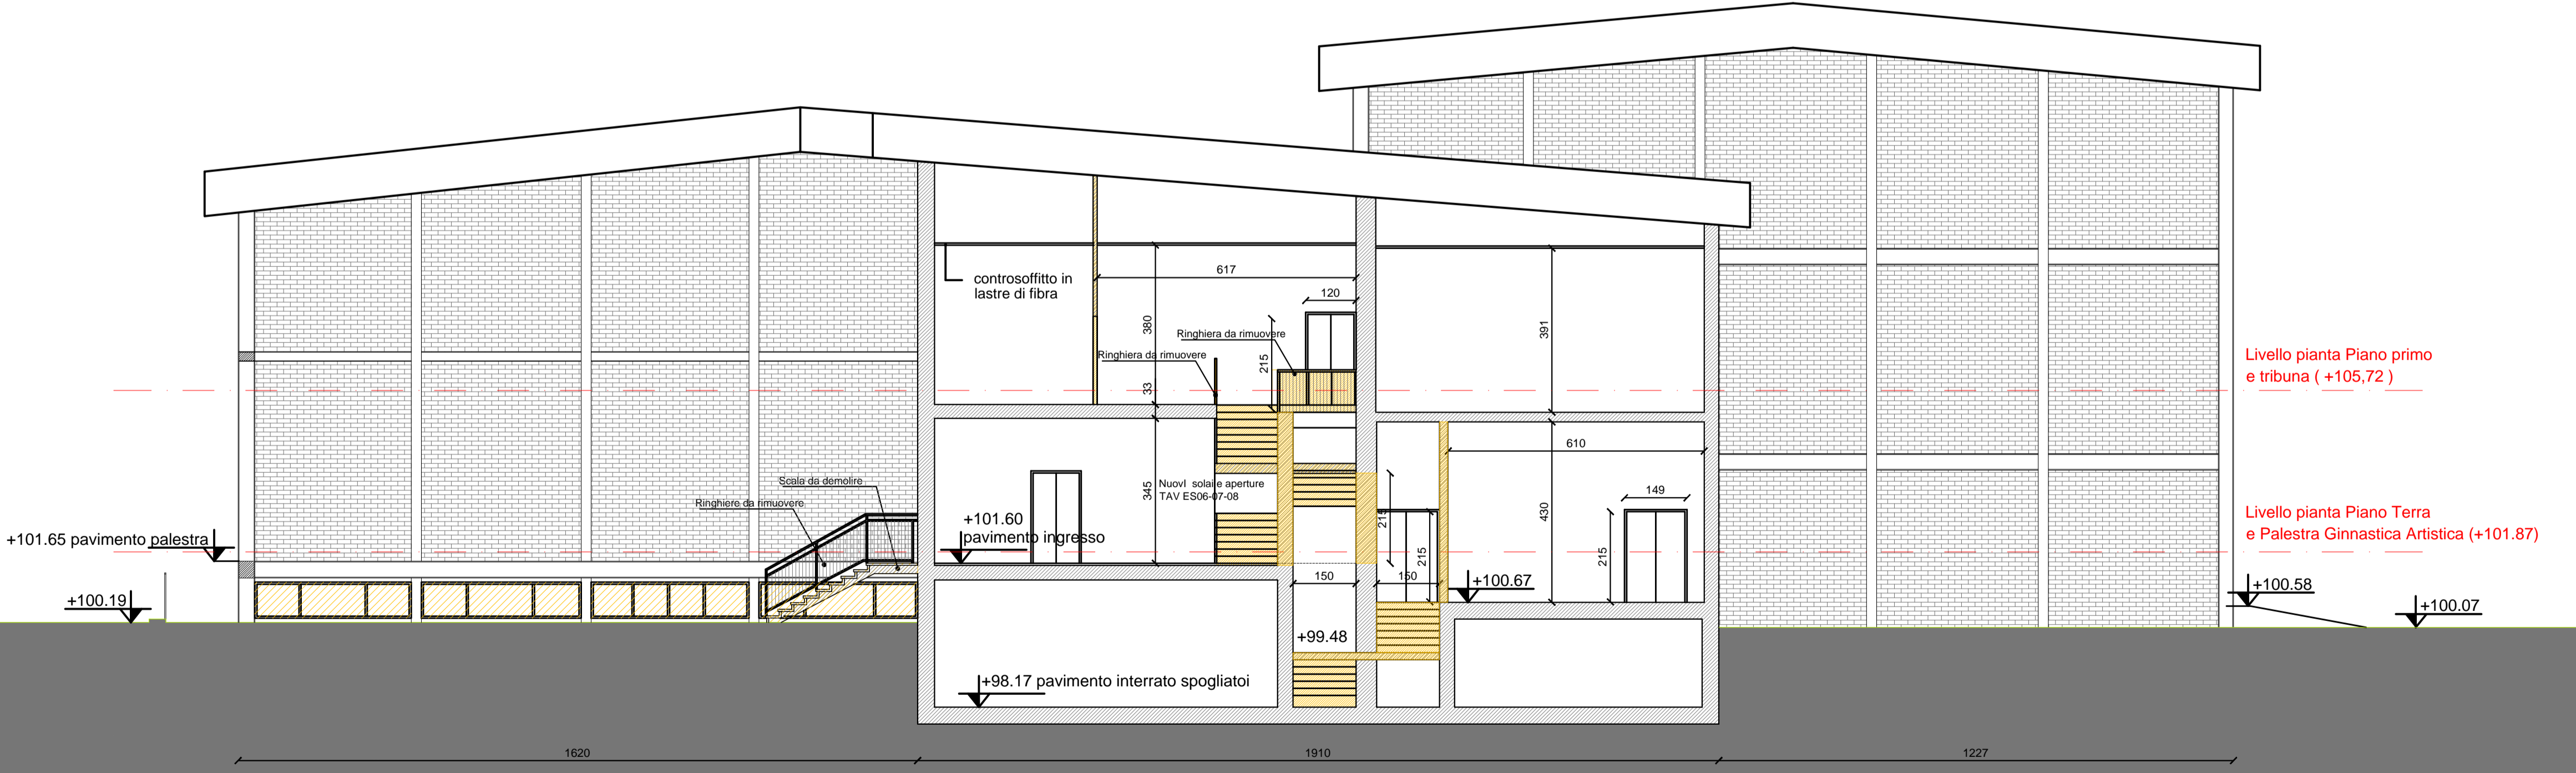 controsoffitto in
lastre di fibra
617
120
380
33
215
391
Ringhiera da rimuovere
Ringhiera da rimuovere
Livello pianta Piano primo
e tribuna ( +105,72 )
610
Scala da demolire
Ringhiere da rimuovere
345
NuovI solai e aperture
TAV ES06-07-08
+101.60
pavimento ingresso
215
215
430
149
215
Livello pianta Piano Terra
e Palestra Ginnastica Artistica (+101.87)
+101.65 pavimento palestra
+100.19
150
150
+100.67
+100.58
+100.07
+99.48
+98.17 pavimento interrato spogliatoi
1620
1910
1227